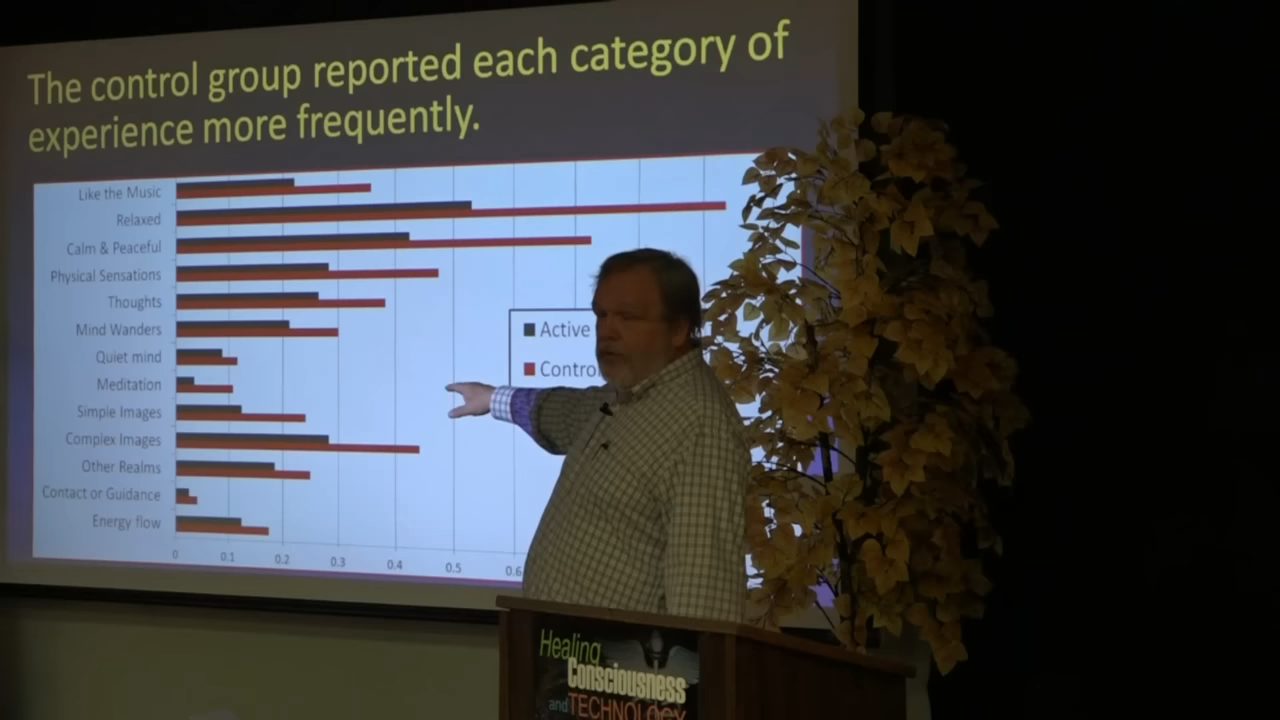 The control group reported each category of
experience more frequently.
Like the Music
Relaxed
Calm & Peaceful
Physical Sensations
Thoughts
Mind Wanders
Quiet mind
Meditation
Simple Images
Complex Images
Other Realms
Contact or Guidance
Energy flow
0 0.1 0.2 0.3 0.4 0.5 0.6
Active
Contro
Healing
Consciousness
and TECHNOLOGY